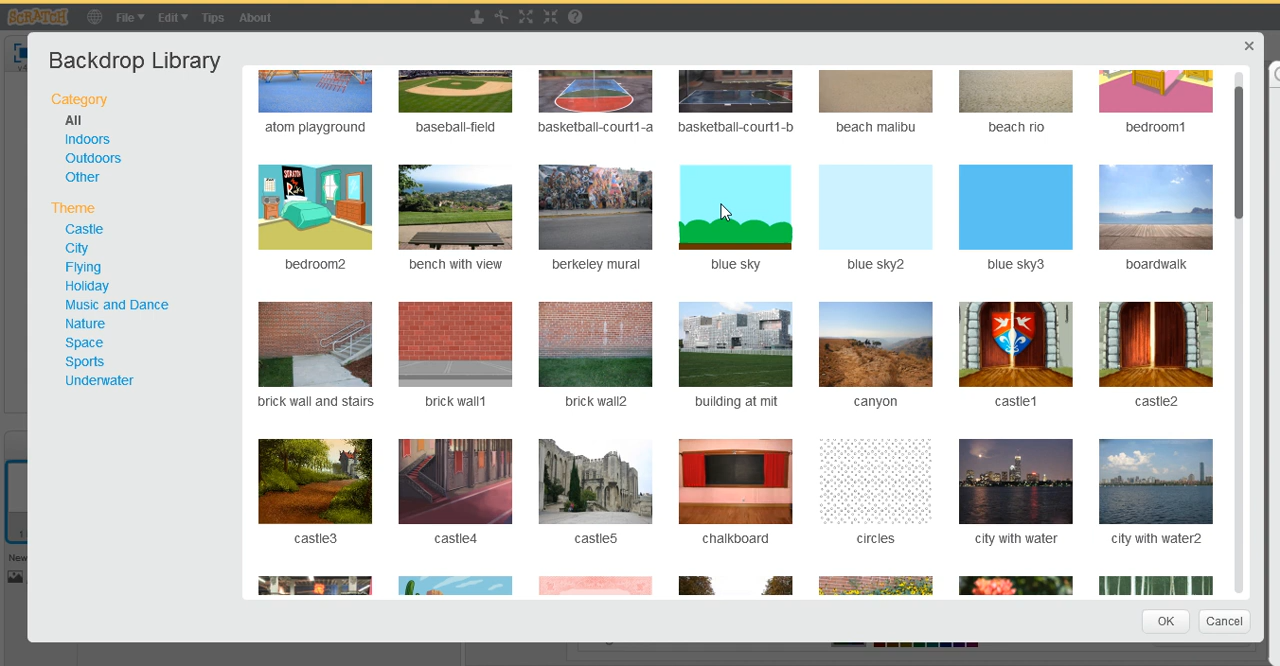 SCRATCH File Edit Tips About
Backdrop Library
Category
All
Indoors
Outdoors
Other
Theme
Castle
City
Flying
Holiday
Music and Dance
Nature
Space
Sports
Underwater
atom playground baseball-field basketball-court1-a basketball-court1-b beach malibu beach rio bedroom1
SCRATCH
bedroom2 bench with view berkeley mural blue sky blue sky2 blue sky3 boardwalk
brick wall and stairs brick wall1 brick wall2 building at mit canyon castle1 castle2
castle3 castle4 castle5 chalkboard circles city with water city with water2
New
OK Cancel